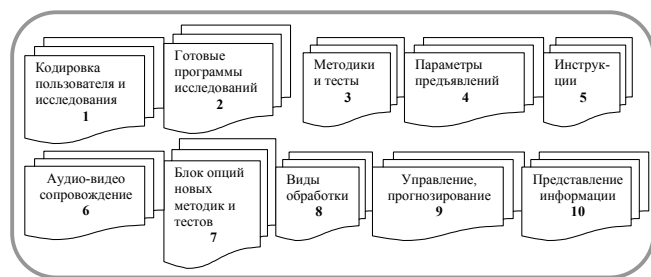 Кодировка
пользователя и
исследования
1
Готовые
программы
исследований
2
Методики
и тесты
3
Параметры
предъявлений
4
Инструк-
ции
5
Аудио-видео
сопровождение
6
Блок опций
новых
методик и
тестов
7
Виды
обработки
8
Управление,
прогнозирование
9
Представление
информации
10